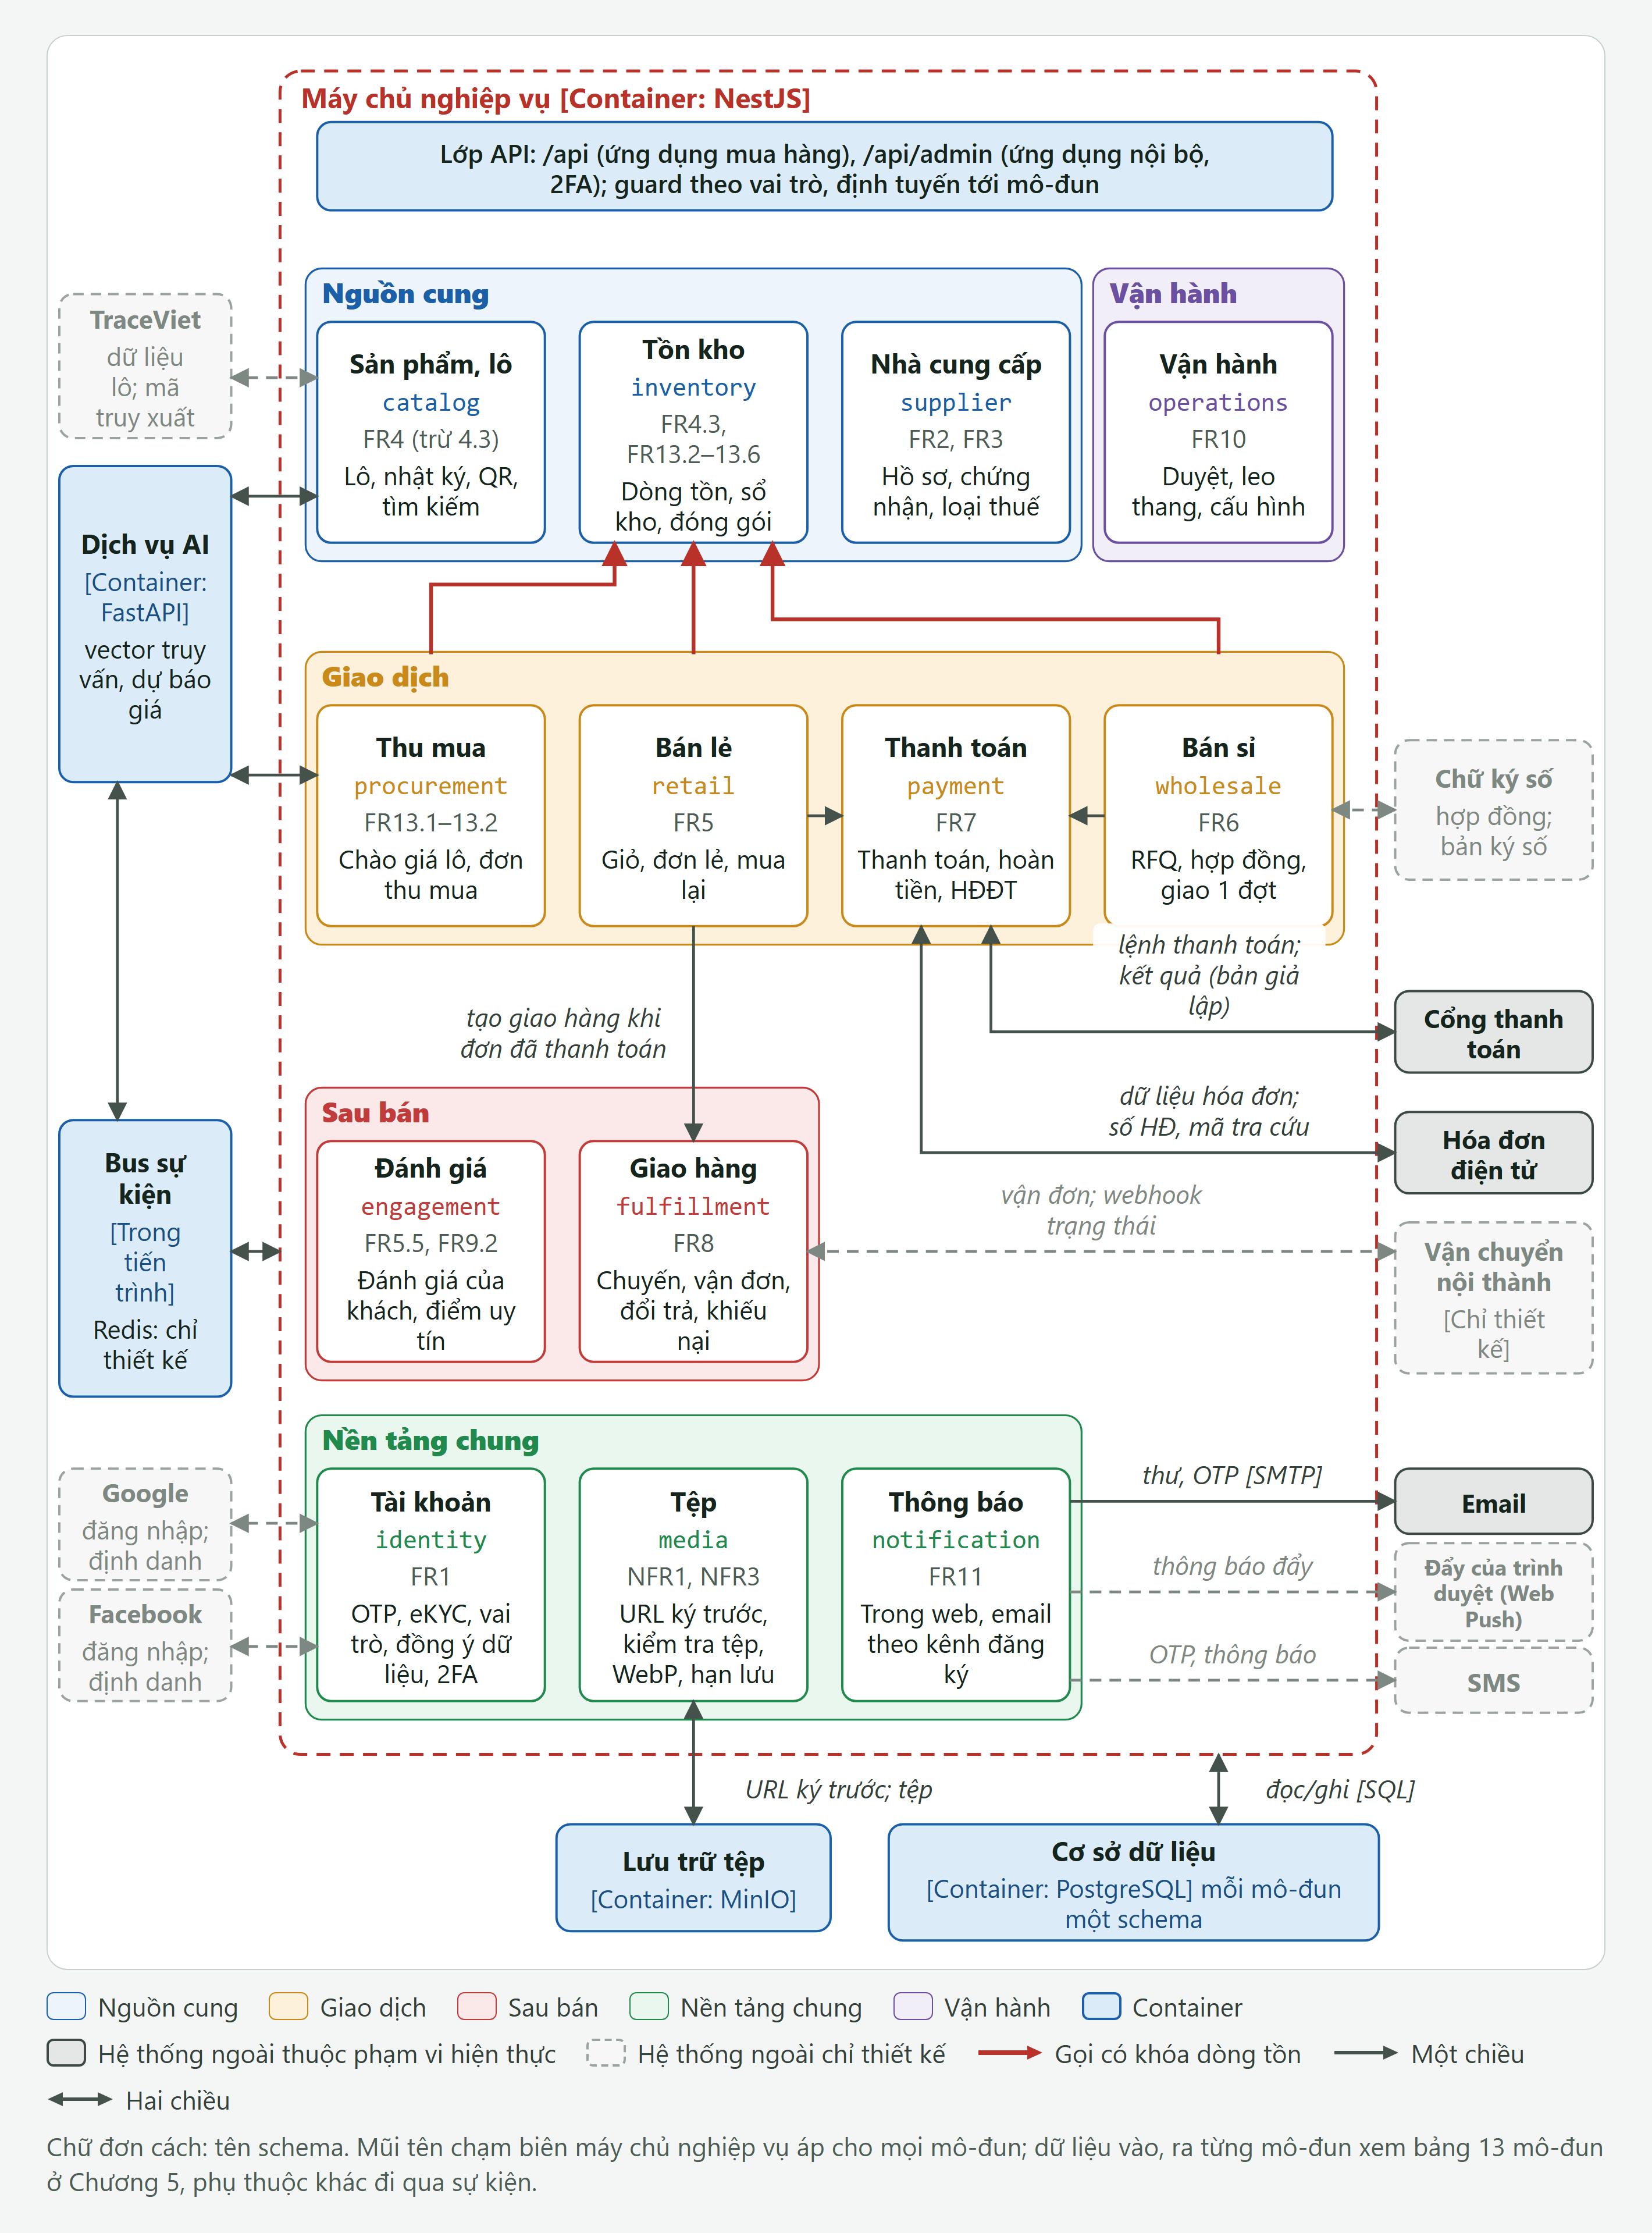 Máy chủ nghiệp vụ [Container: NestJS]
Lớp API: /api (ứng dụng mua hàng), /api/admin (ứng dụng nội bộ,
2FA); guard theo vai trò, định tuyến tới mô-đun
TraceViet
dữ liệu
lô; mã
truy xuất
Dịch vụ AI
[Container:
FastAPI]
vector truy
vấn, dự báo
giá
Bus sự
kiện
[Trong
tiến
trình]
Redis: chỉ
thiết kế
Google
đăng nhập;
định danh
Facebook
đăng nhập;
định danh
Nguồn cung
Sản phẩm, lô
catalog
FR4 (trừ 4.3)
Lô, nhật ký, QR,
tìm kiếm
Tồn kho
inventory
FR4.3,
FR13.2–13.6
Dòng tồn, sổ
kho, đóng gói
Nhà cung cấp
supplier
FR2, FR3
Hồ sơ, chứng
nhận, loại thuế
Vận hành
Vận hành
operations
FR10
Duyệt, leo
thang, cấu hình
Giao dịch
Thu mua
procurement
FR13.1–13.2
Chào giá lô, đơn
thu mua
Bán lẻ
retail
FR5
Giỏ, đơn lẻ, mua
lại
Thanh toán
payment
FR7
Thanh toán, hoàn
tiền, HĐĐT
Bán sỉ
wholesale
FR6
RFQ, hợp đồng,
giao 1 đợt
Chữ ký số
hợp đồng;
bản ký số
lệnh thanh toán;
kết quả (bản giả
lập)
Cổng thanh
toán
tạo giao hàng khi
đơn đã thanh toán
dữ liệu hóa đơn;
số HĐ, mã tra cứu
Hóa đơn
điện tử
Sau bán
Đánh giá
engagement
FR5.5, FR9.2
Đánh giá của
khách, điểm uy
tín
Giao hàng
fulfillment
FR8
Chuyến, vận đơn,
đổi trả, khiếu
nại
vận đơn; webhook
trạng thái
Vận chuyển
nội thành
[Chỉ thiết
kế]
Nền tảng chung
Tài khoản
identity
FR1
OTP, eKYC, vai
trò, đồng ý dữ
liệu, 2FA
Tệp
media
NFR1, NFR3
URL ký trước,
kiểm tra tệp,
WebP, hạn lưu
Thông báo
notification
FR11
Trong web, email
theo kênh đăng
ký
thư, OTP [SMTP]
Email
thông báo đẩy
Đẩy của trình
duyệt (Web
Push)
OTP, thông báo
SMS
URL ký trước; tệp
đọc/ghi [SQL]
Lưu trữ tệp
[Container: MinIO]
Cơ sở dữ liệu
[Container: PostgreSQL] mỗi mô-đun
một schema
Nguồn cung
Giao dịch
Sau bán
Nền tảng chung
Vận hành
Container
Hệ thống ngoài thuộc phạm vi hiện thực
Hệ thống ngoài chỉ thiết kế
Gọi có khóa dòng tồn
Một chiều
Hai chiều
Chữ đơn cách: tên schema. Mũi tên chạm biên máy chủ nghiệp vụ áp cho mọi mô-đun; dữ liệu vào, ra từng mô-đun xem bảng 13 mô-đun
ở Chương 5, phụ thuộc khác đi qua sự kiện.